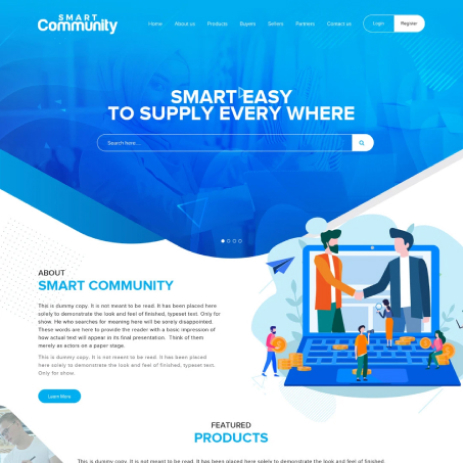 SMART
Community
Home About us Products Buyers Sellers Partners Contact us Login Register
SMART EASY
TO SUPPLY EVERY WHERE
Search here...
ABOUT
SMART COMMUNITY
This is dummy copy. It is not meant to be read. It has been placed here
solely to demonstrate the look and feel of finished, typeset text. Only for
show. He who searches for meaning here will be sorely disappointed.
These words are here to provide the reader with a basic impression of
how actual text will appear in its final presentation. Think of them
merely as actors on a paper stage.
This is dummy copy. It is not meant to be read. It has been placed
here solely to demonstrate the look and feel of finished, typeset text.
Only for show.
Learn More
FEATURED
PRODUCTS
This is dummy copy. It is not meant to be read. It has been placed here solely to demonstrate the look and feel of finished,